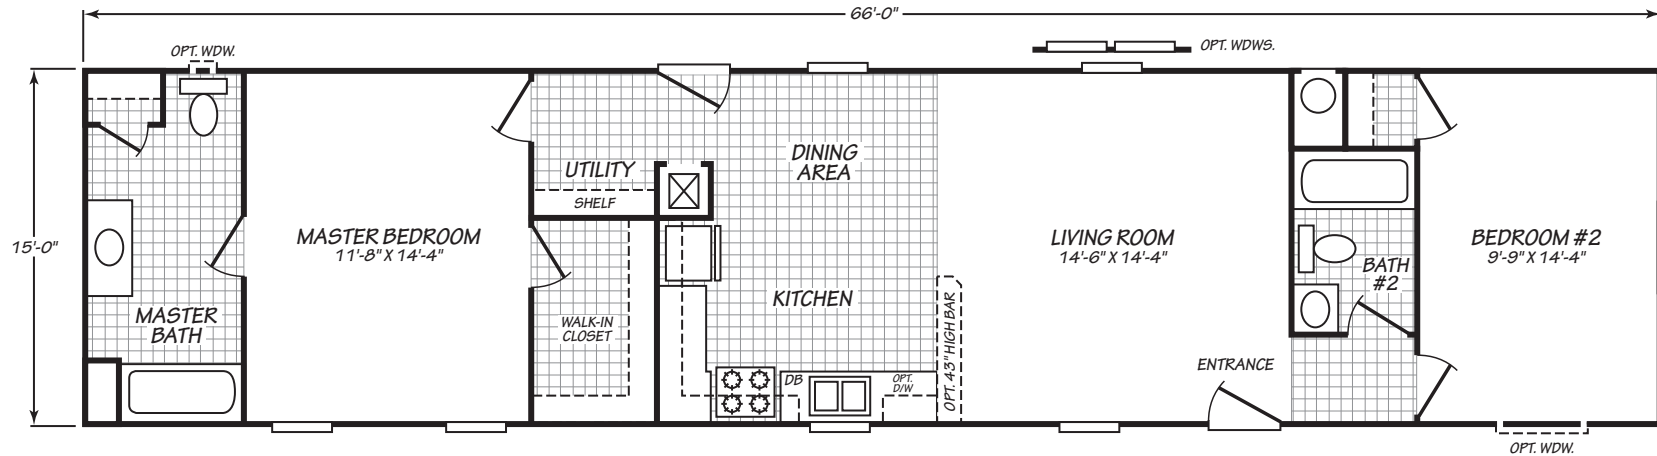 66'-0"
OPT. WDW.
OPT. WDWS.
15'-0"
MASTER BEDROOM
11'-8" X 14'-4"
UTILITY
SHELF
DINING
AREA
LIVING ROOM
14'-6" X 14'-4"
BEDROOM #2
9'-9" X 14'-4"
BATH
#2
KITCHEN
MASTER
BATH
WALK-IN
CLOSET
OPT. 43" HIGH BAR
ENTRANCE
DB
OPT.
D/W
OPT. WDW.